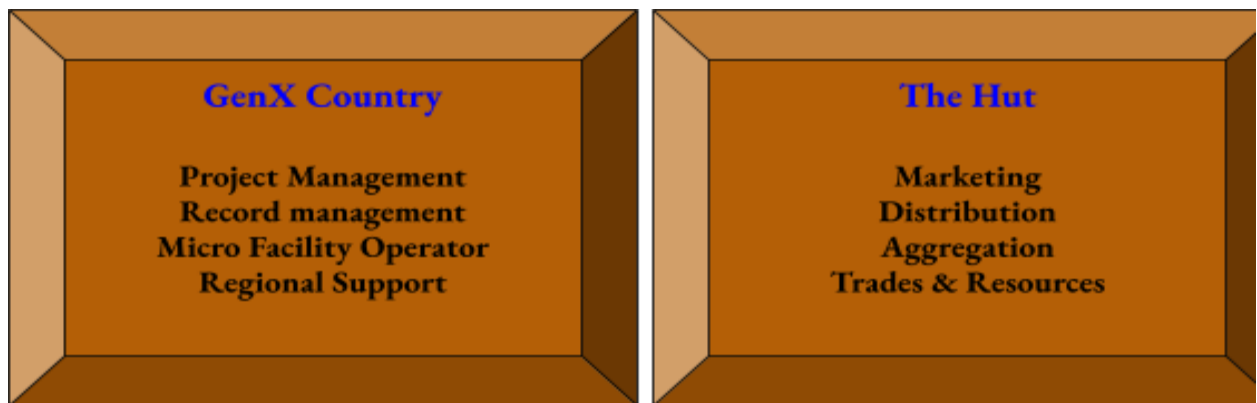 GenX Country
Project Management
Record management
Micro Facility Operator
Regional Support
The Hut
Marketing
Distribution
Aggregation
Trades & Resources